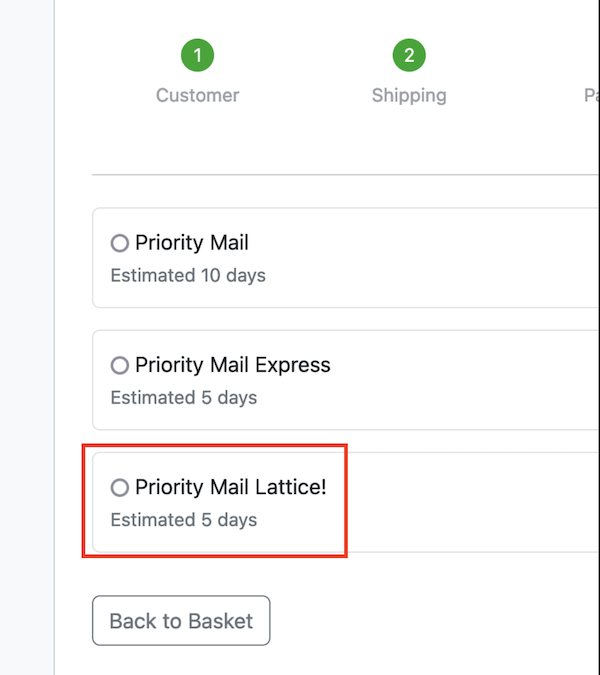 1
2
Customer
Shipping
Pa
Priority Mail
Estimated 10 days
Priority Mail Express
Estimated 5 days
Priority Mail Lattice!
Estimated 5 days
Back to Basket